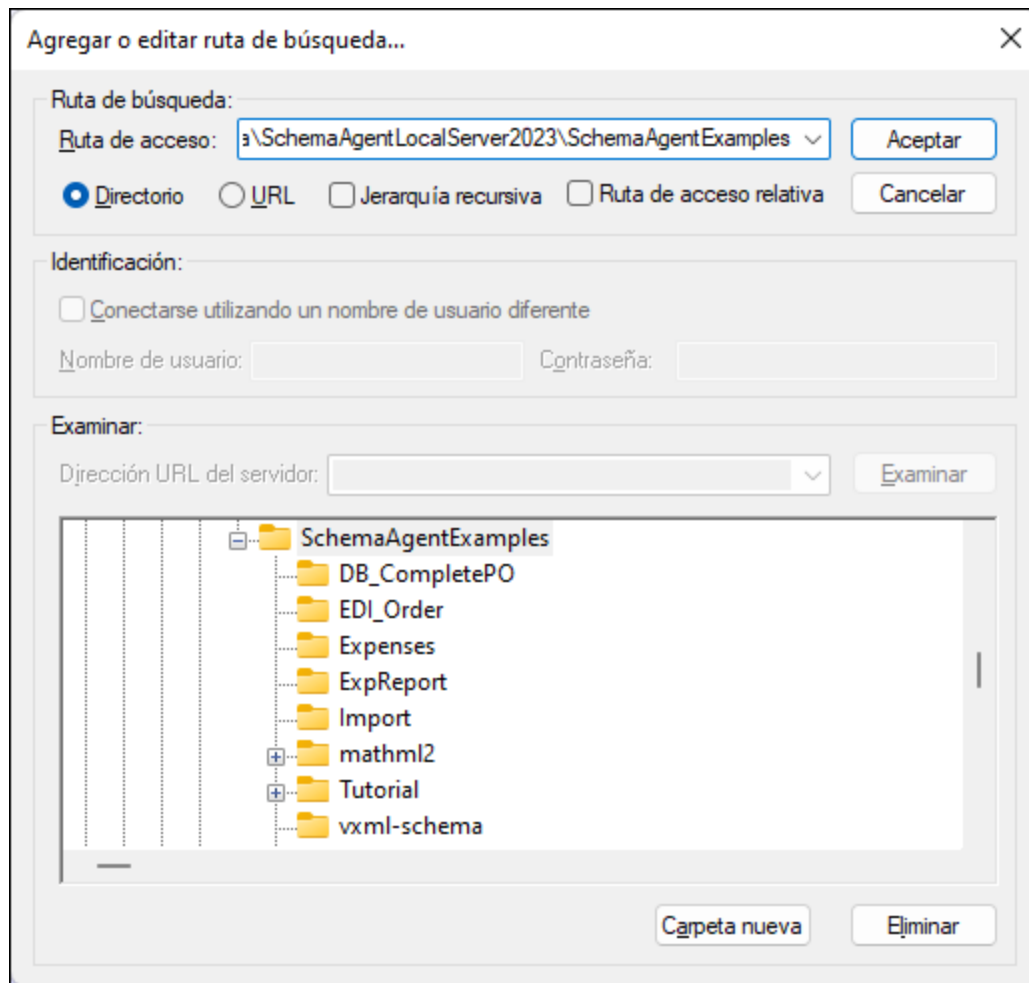 Agregar o editar ruta de búsqueda...
Ruta de búsqueda:
Ruta de acceso: a\SchemaAgentLocalServer2023\SchemaAgentExamples Aceptar
Directorio URL Jerarquía recursiva Ruta de acceso relativa Cancelar
Identificación:
Conectarse utilizando un nombre de usuario diferente
Nombre de usuario: Contraseña:
Examinar:
Dirección URL del servidor: Examinar
SchemaAgentExamples
DB_CompletePO
EDI_Order
Expenses
ExpReport
Import
mathml2
Tutorial
vxml-schema
Carpeta nueva Eliminar